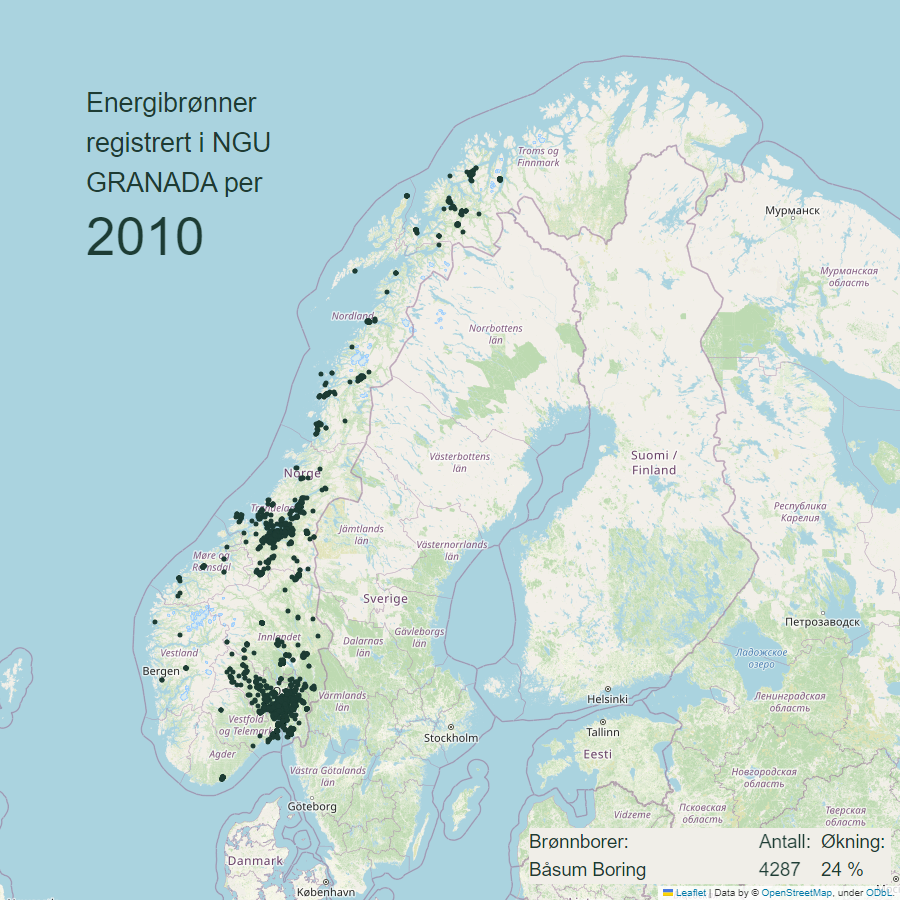 Energibrønner
registrert i NGU
GRANADA per
2010
Troms og
Finnmark
Мурманск
Мурманская
область
Nordland
Norrbottens
län
Västerbottens
län
Suomi /
Finland
Norge
Республика
Карелия
Jämtlands
län
Västernorrlands
län
Møre og
Romsdal
Sverige
Петрозаводск
Gävleborgs
län
Innlandet
Dalarnas
län
Vestland
Ладожское
озеро
Bergen
Helsinki
Värmlands
län
Ленинградская
область
Vestfold
og Telemark
Stockholm
Tallinn
Agder
Eesti
Västra Götalands
län
Новгородская
область
Göteborg
Псковская
область
Тверская
область
Vidzeme
Danmark
København
Brønnborer: Antall: Økning:
Båsum Boring 4287 24 %
Leaflet | Data by © OpenStreetMap, under ODbL.